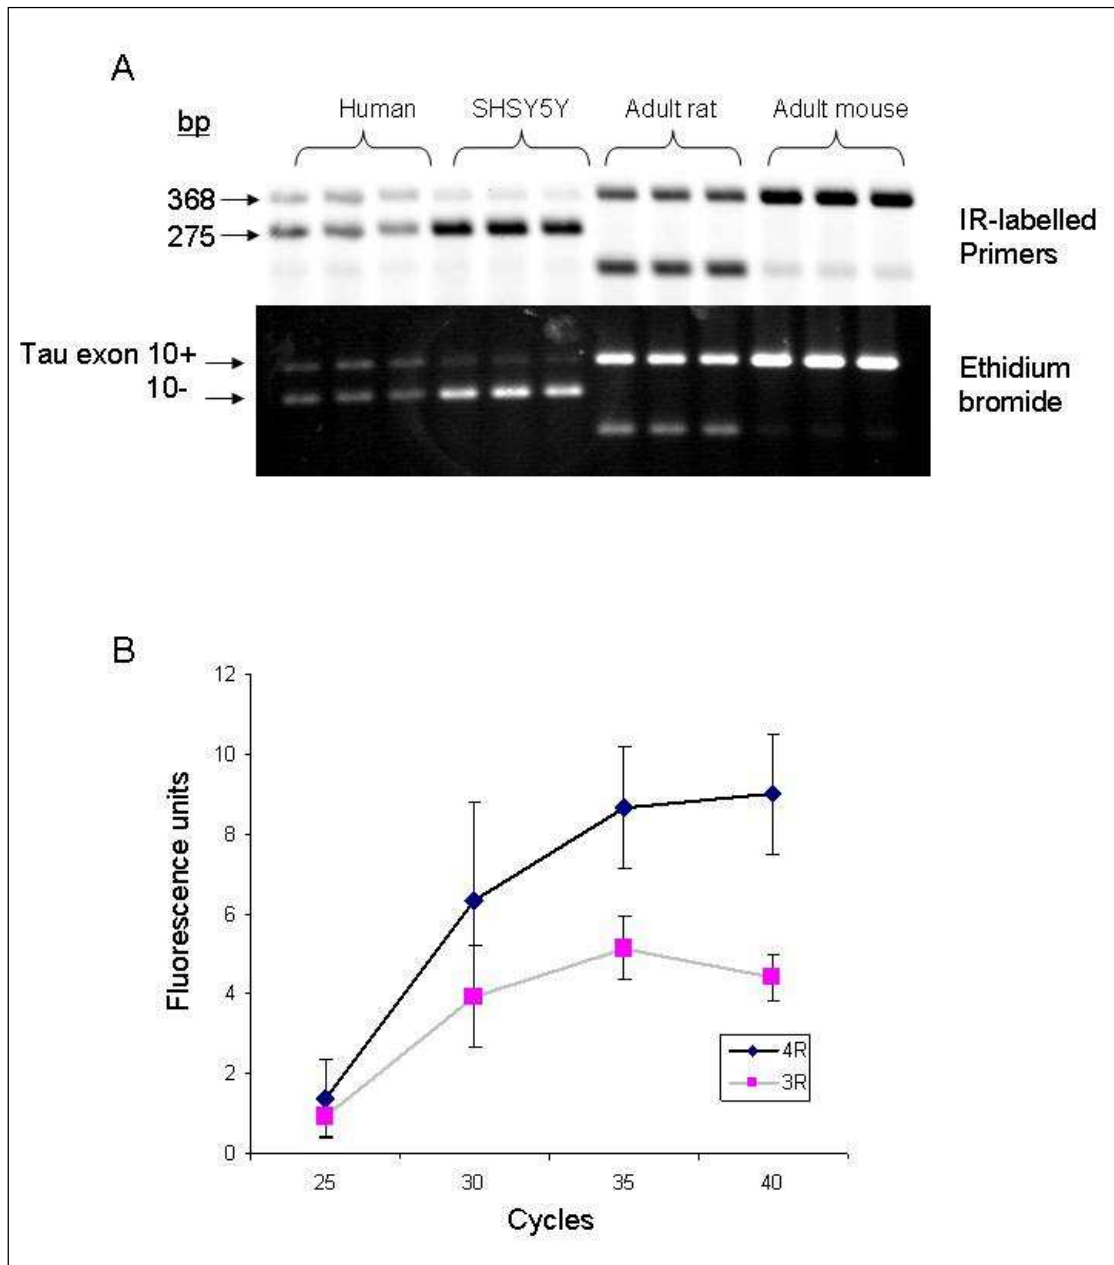 A
bp
Human SHSY5Y Adult rat Adult mouse
368
275
IR-labelled
Primers
Tau exon 10+
10-
Ethidium
bromide
B
Fluorescence units
12
10
8
6
4
2
0
4R
3R
25 30 35 40
Cycles